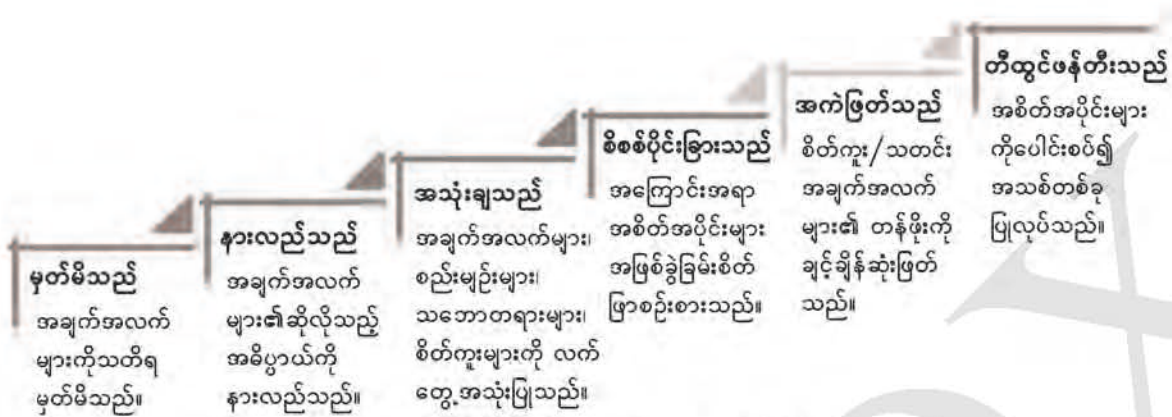 မှတ်မိသည်
အချက်အလက်
များကိုသတိရ
မှတ်မိသည်။
နားလည်သည်
အချက်အလက်
များ၏ဆိုလိုသည့်
အဓိပ္ပာယ်ကို
နားလည်သည်။
အသုံးချသည်
အချက်အလက်များ၊
စည်းမျဉ်းများ၊
သဘောတရားများ၊
စိတ်ကူးများကို လက်
တွေ့အသုံးပြုသည်။
စိစစ်ပိုင်းခြားသည်
အကြောင်းအရာ
အစိတ်အပိုင်းများ
အဖြစ်ခွဲခြမ်းစိတ်
ဖြာစဉ်းစားသည်။
အကဲဖြတ်သည်
စိတ်ကူး/သတင်း
အချက်အလက်
များ၏ တန်ဖိုးကို
ချင့်ချိန်ဆုံးဖြတ်
သည်။
တီထွင်ဖန်တီးသည်
အစိတ်အပိုင်းများ
ကိုပေါင်းစပ်၍
အသစ်တစ်ခု
ပြုလုပ်သည်။